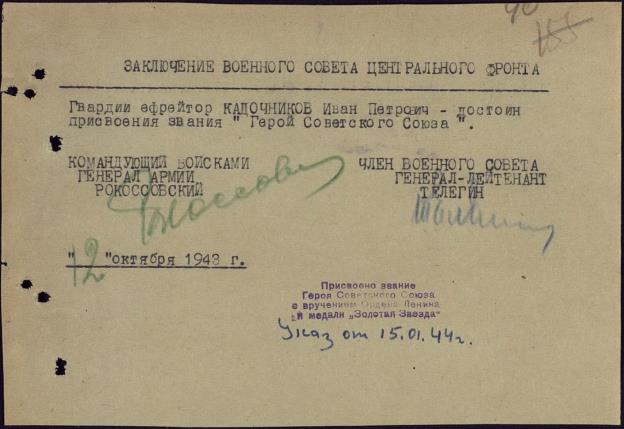 155
ЗАКЛЮЧЕНИЕ ВОЕННОГО СОВЕТА ЦЕНТРАЛЬНОГО ФРОНТА
Гвардии ефрейтор КАДОЧНИКОВ Иван Петрович - достоин
присвоения звания " Герой Советского Союза ".
КОМАНДУЮЩИЙ ВОЙСКАМИ
ГЕНЕРАЛ АРМИИ
РОКОССОВСКИЙ
ЧЛЕН ВОЕННОГО СОВЕТА
ГЕНЕРАЛ-ЛЕЙТЕНАНТ
ТЕЛЕГИН
"12" октября 1943 г.
Присвоено звание
Героя Советского Союза
с вручением Ордена Ленина
и медали „Золотая Звезда"
Указ от 15.01.44г.